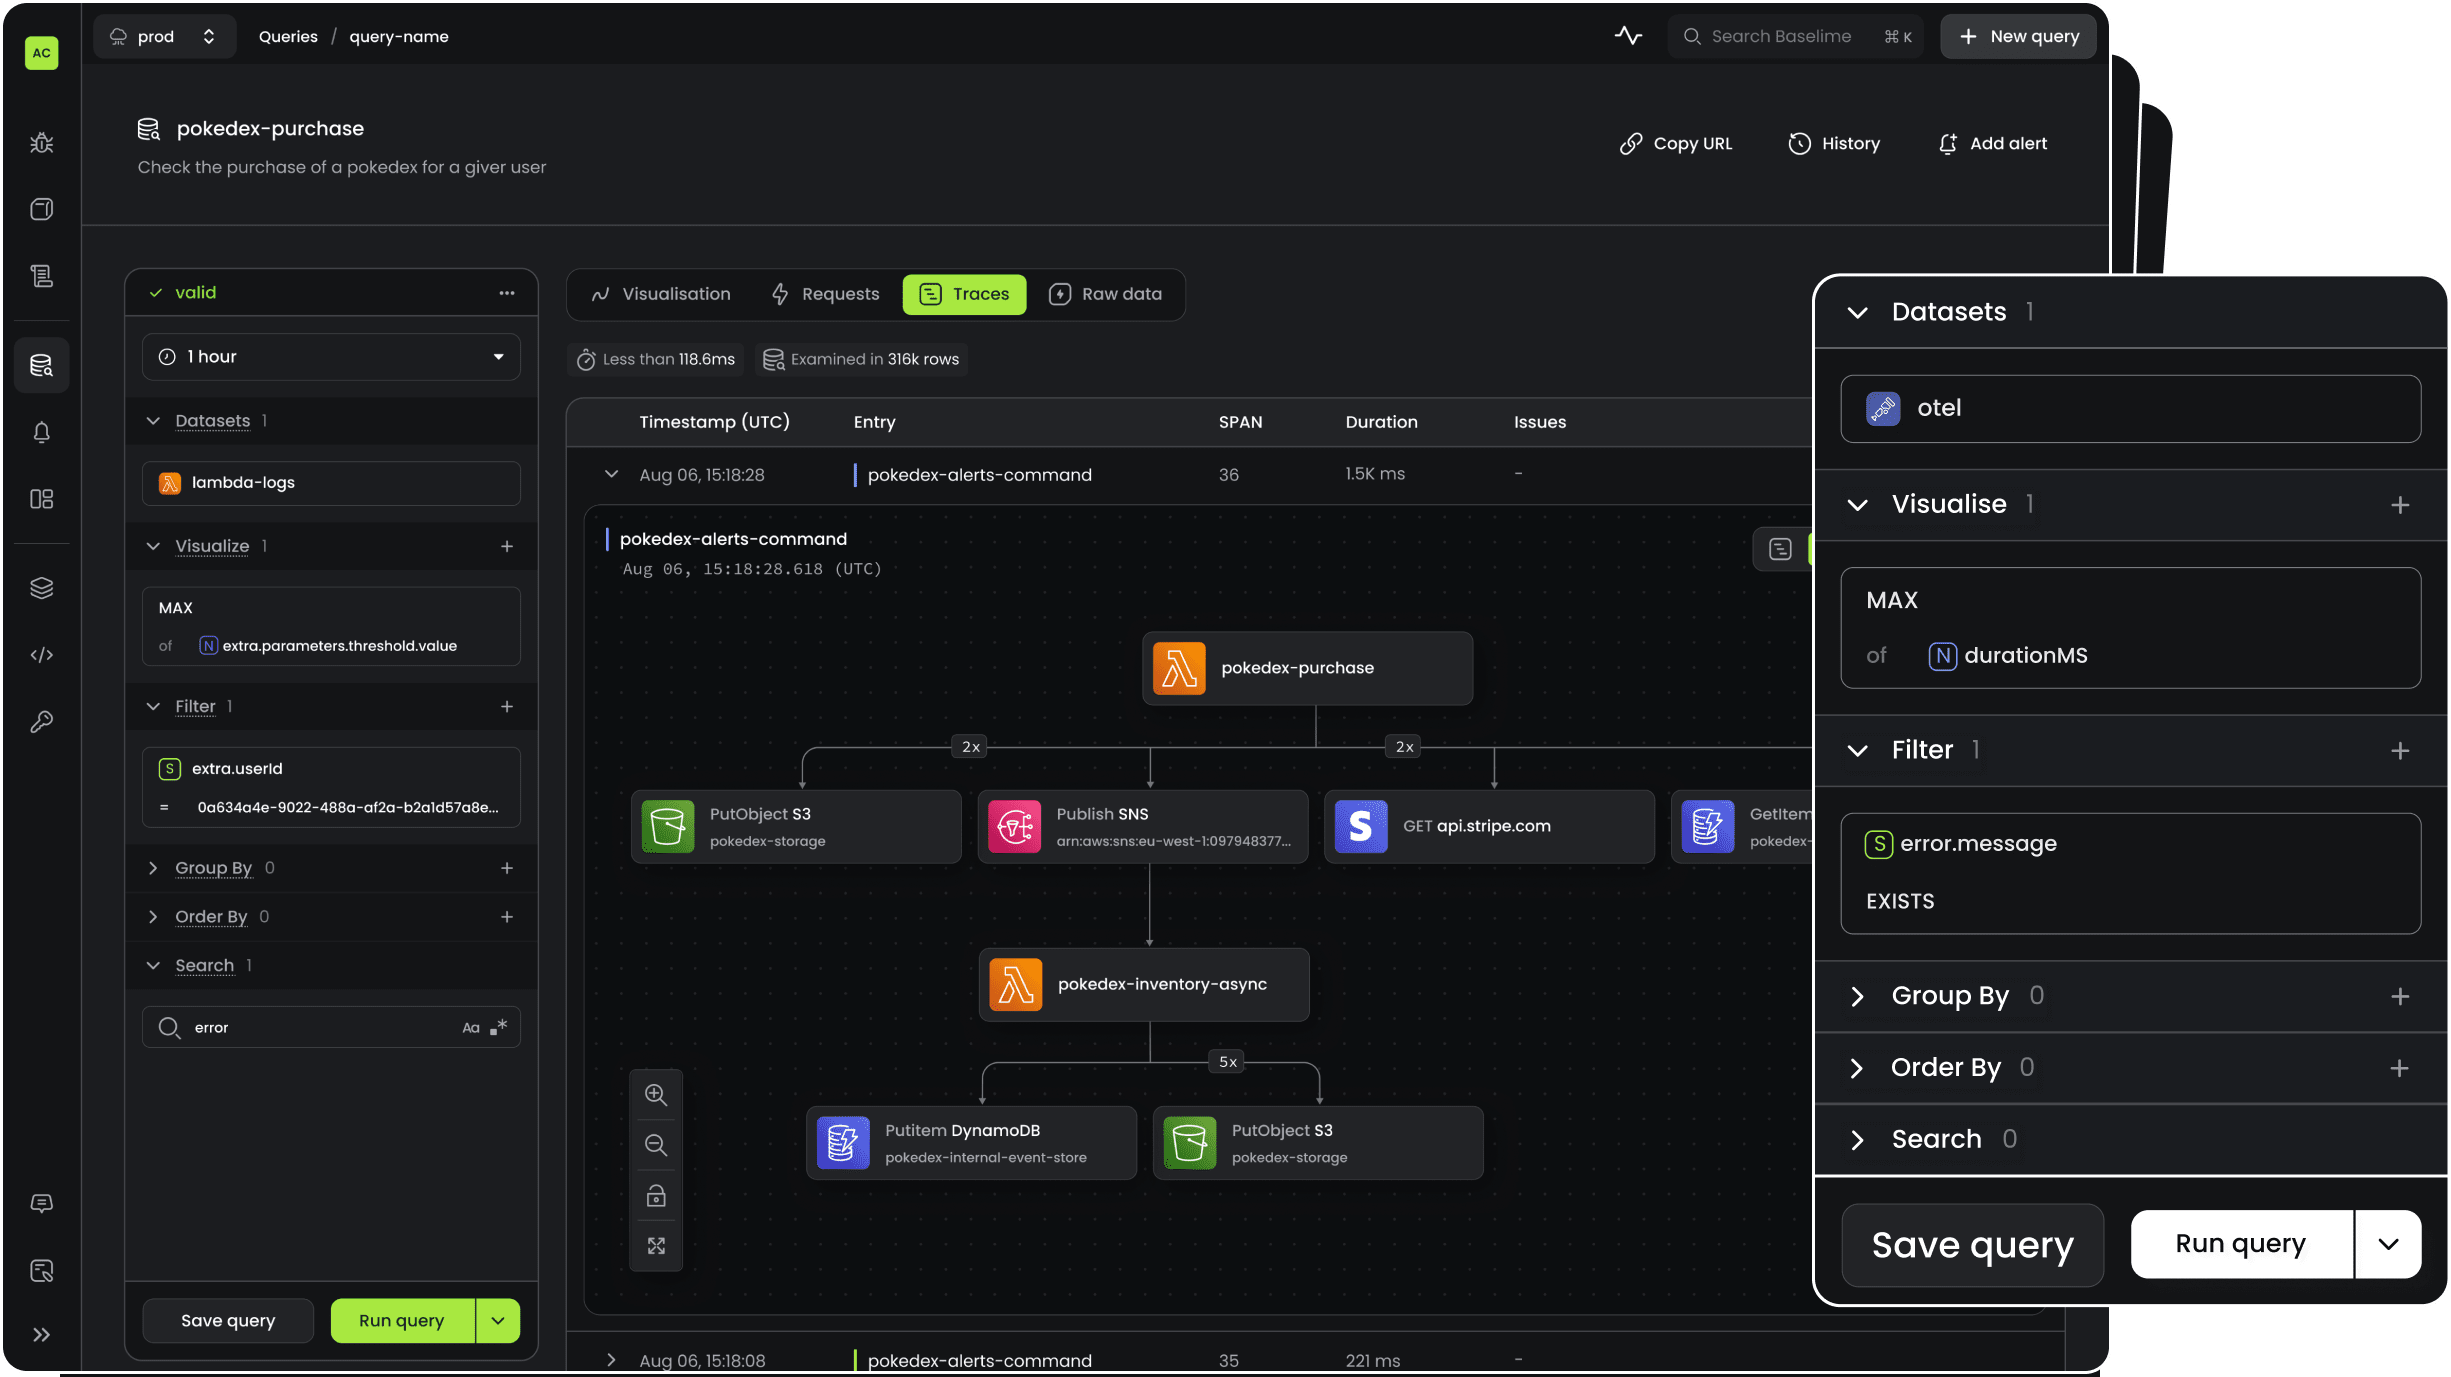 AC
prod
Queries / query-name
Search Baselime
⌘ K
+ New query
pokedex-purchase
Check the purchase of a pokedex for a giver user
Copy URL
History
Add alert
valid
1 hour
Datasets 1
lambda-logs
Visualize 1
MAX
of N extra.parameters.threshold.value
Filter 1
S extra.userId
= 0a634a4e-9022-488a-af2a-b2a1d57a8e...
Group By 0
Order By 0
Search 1
error
Aa
Save query
Run query
Visualisation
Requests
Traces
Raw data
Less than 118.6ms
Examined in 316k rows
Timestamp (UTC) Entry SPAN Duration Issues
Aug 06, 15:18:28 pokedex-alerts-command 36 1.5K ms -
pokedex-alerts-command
Aug 06, 15:18:28.618 (UTC)
pokedex-purchase
2x
2x
PutObject S3
pokedex-storage
Publish SNS
arn:aws:sns:eu-west-1:097948377...
S
GET api.stripe.com
GetItem
pokedex-
pokedex-inventory-async
5x
Putitem DynamoDB
pokedex-internal-event-store
PutObject S3
pokedex-storage
Aug 06, 15:18:08 pokedex-alerts-command 35 221 ms -
Datasets 1
otel
Visualise 1
MAX
of N durationMS
Filter 1
S error.message
EXISTS
Group By 0
Order By 0
Search 0
Save query
Run query